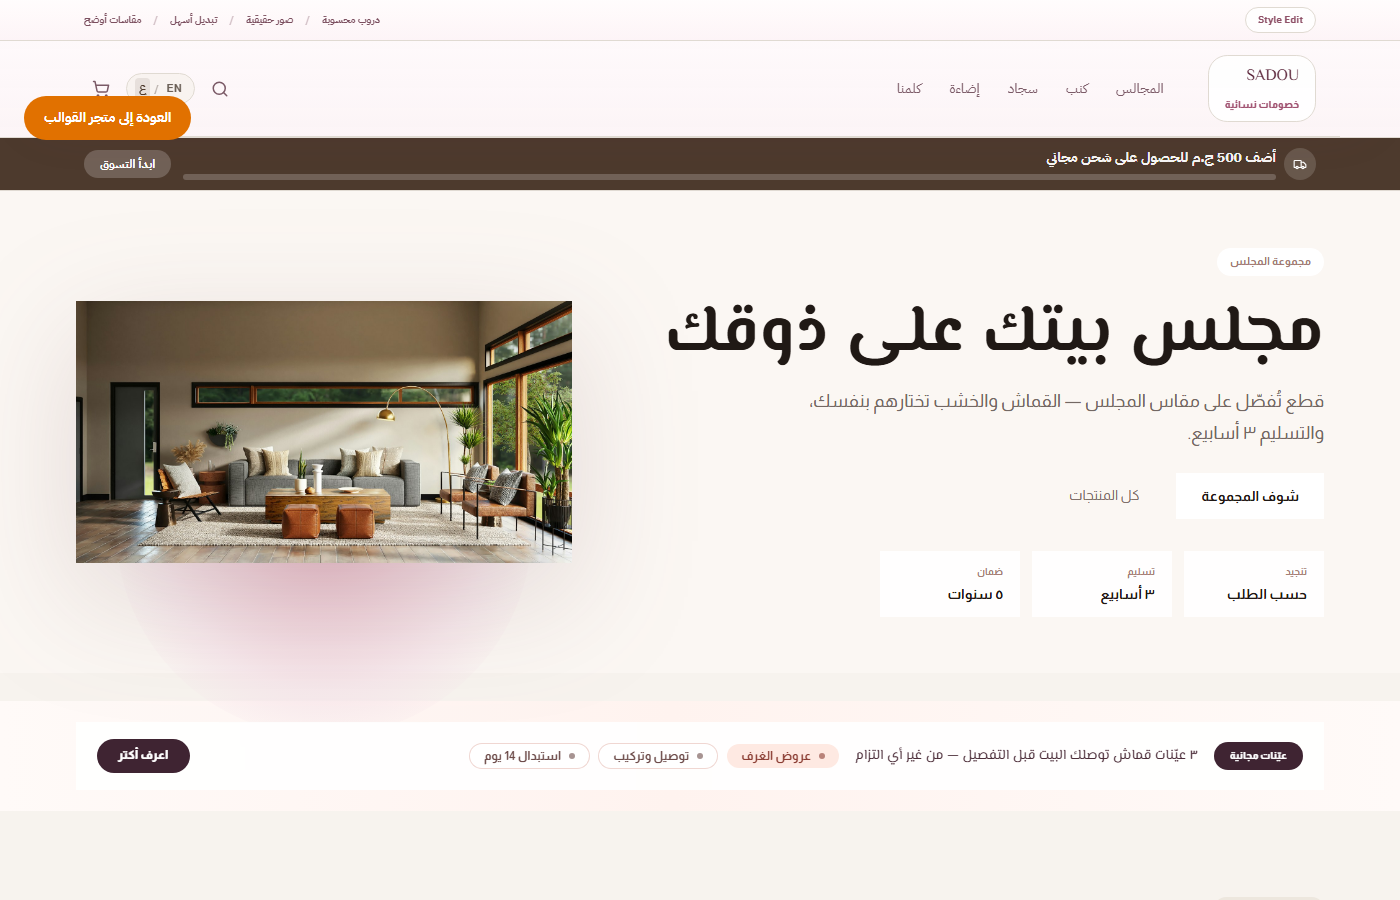 Style Edit
دروب محسوبة / صور حقيقية / تبديل أسهل / مقاسات أوضح
SADOU
خصومات نسائية
المجالس كنب سجاد إضاءة كلمنا
EN / ع
العودة إلى متجر القوالب
أضف 500 ج.م للحصول على شحن مجاني
ابدأ التسوق
مجموعة المجلس
مجلس بيتك على ذوقك
قطع تُفصّل على مقاس المجلس — القماش والخشب تختارهم بنفسك،
والتسليم ٣ أسابيع.
شوف المجموعة
كل المنتجات
تنجيد
حسب الطلب
تسليم
٣ أسابيع
ضمان
٥ سنوات
عيّنات مجانية
٣ عيّنات قماش توصلك البيت قبل التفصيل — من غير أي التزام
عروض الغرف
توصيل وتركيب
استبدال 14 يوم
اعرف أكتر